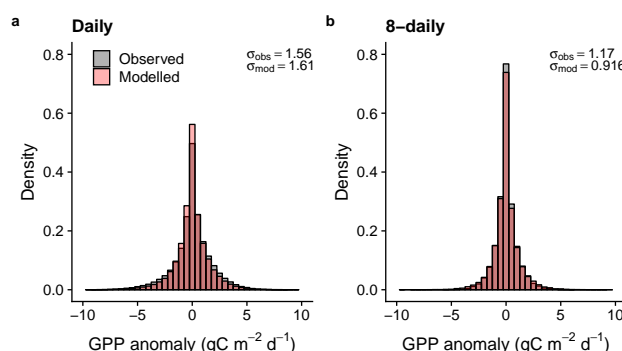 a Daily
0.8
0.6
0.4
0.2
0.0
Density
Observed
Modelled
σobs = 1.56
σmod = 1.61
−10 −5 0 5 10
GPP anomaly (gC m−2 d−1)
b 8−daily
0.8
0.6
0.4
0.2
0.0
Density
σobs = 1.17
σmod = 0.916
−10 −5 0 5 10
GPP anomaly (gC m−2 d−1)